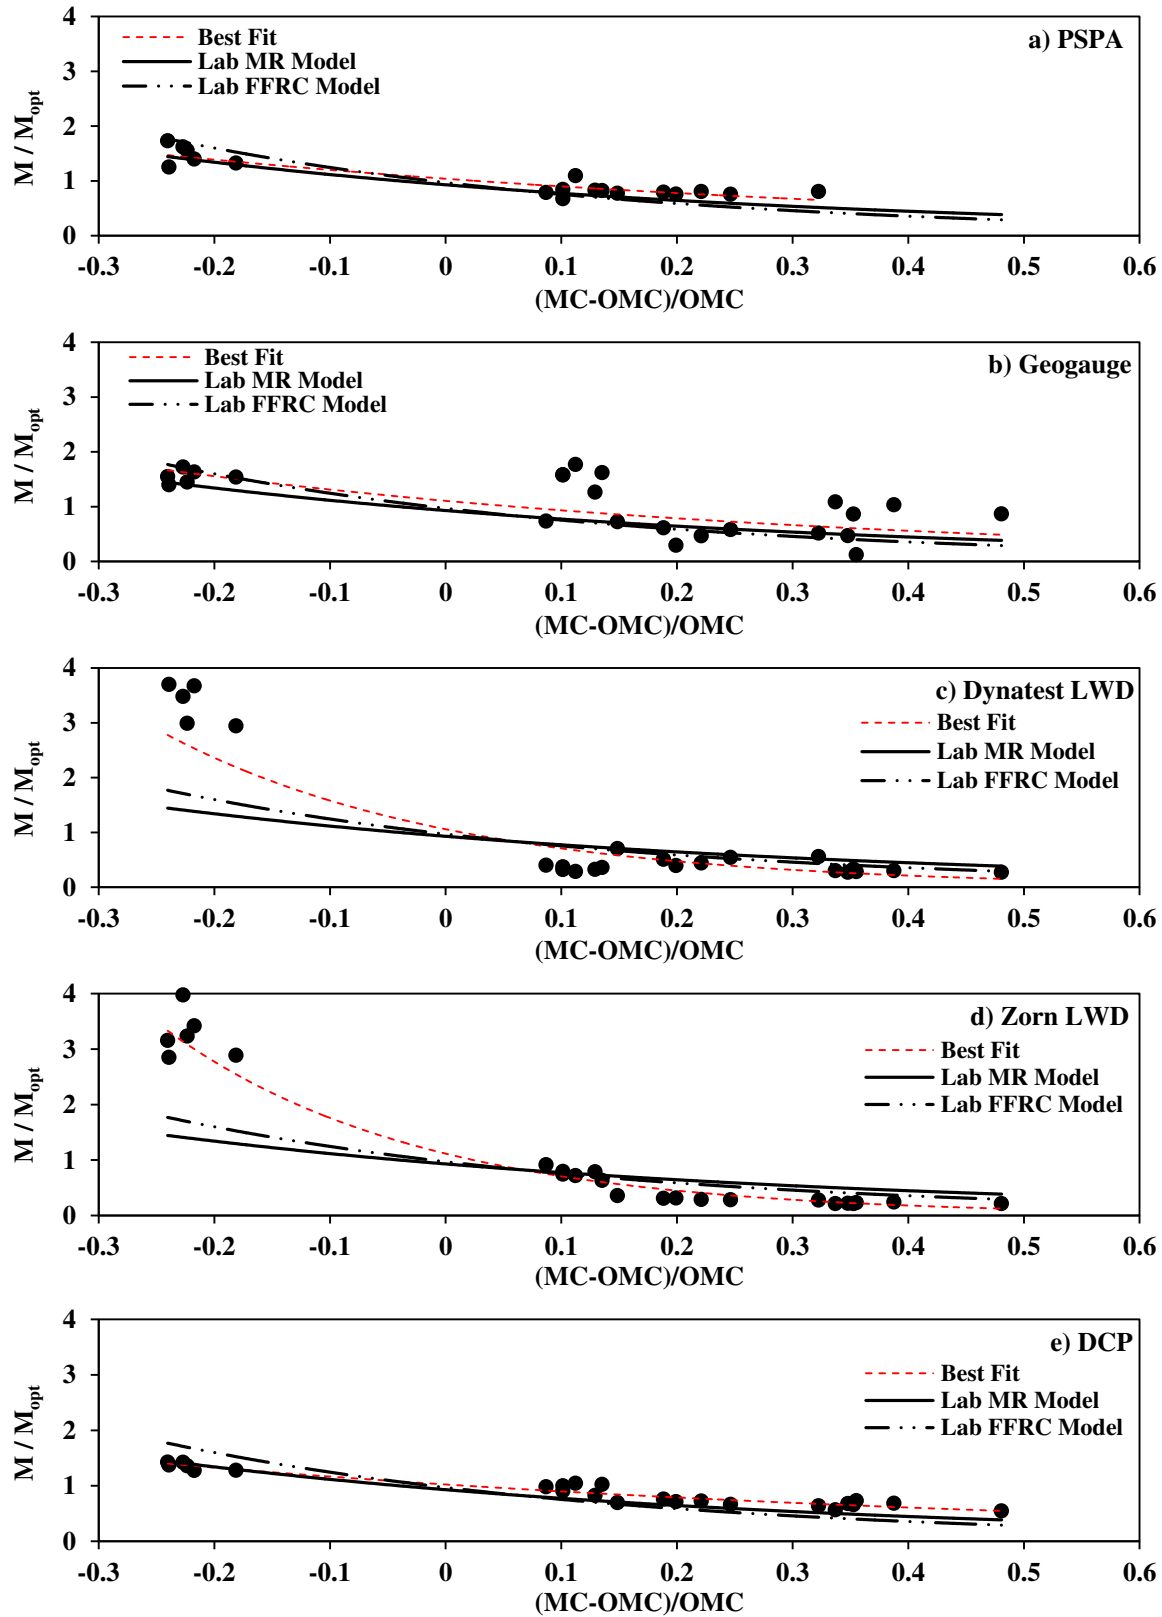 4
a) PSPA
Best Fit
Lab MR Model
Lab FFRC Model
3
2
1
0
M / Mopt
-0.3 -0.2 -0.1 0 0.1 0.2 0.3 0.4 0.5 0.6
(MC-OMC)/OMC
4
b) Geogauge
Best Fit
Lab MR Model
Lab FFRC Model
3
2
1
0
M / Mopt
-0.3 -0.2 -0.1 0 0.1 0.2 0.3 0.4 0.5 0.6
(MC-OMC)/OMC
4
c) Dynatest LWD
Best Fit
Lab MR Model
Lab FFRC Model
3
2
1
0
M / Mopt
-0.3 -0.2 -0.1 0 0.1 0.2 0.3 0.4 0.5 0.6
(MC-OMC)/OMC
4
d) Zorn LWD
Best Fit
Lab MR Model
Lab FFRC Model
3
2
1
0
M / Mopt
-0.3 -0.2 -0.1 0 0.1 0.2 0.3 0.4 0.5 0.6
(MC-OMC)/OMC
4
e) DCP
Best Fit
Lab MR Model
Lab FFRC Model
3
2
1
0
M / Mopt
-0.3 -0.2 -0.1 0 0.1 0.2 0.3 0.4 0.5 0.6
(MC-OMC)/OMC